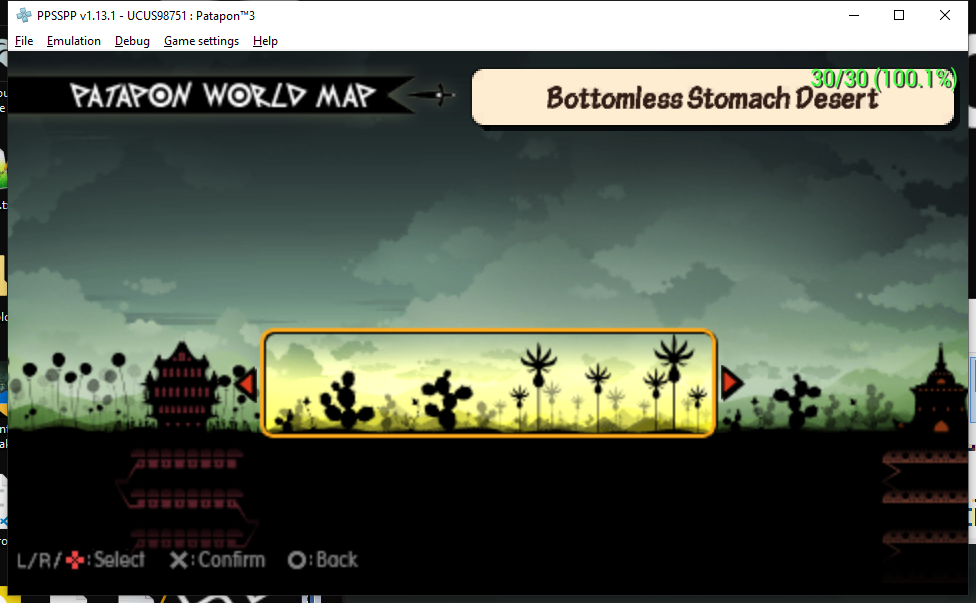 PPSSPP v1.13.1 - UCUS98751 : Patapon™3
File Emulation Debug Game settings Help
PATAPON WORLD MAP
30/30 (100.1%)
Bottomless Stomach Desert
L/R/ : Select X : Confirm O : Back